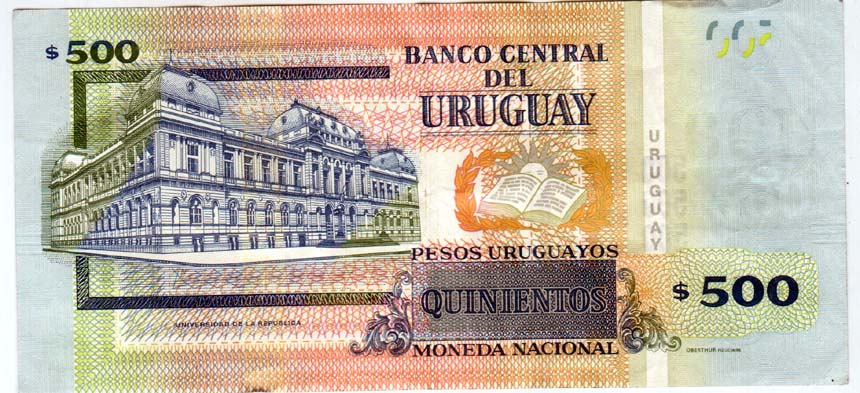 $ 500
BANCO CENTRAL
DEL
URUGUAY
URUGUAY
PESOS URUGUAYOS
QUINIENTOS
$ 500
UNIVERSIDAD DE LA REPUBLICA
MONEDA NACIONAL
OBERTHUR